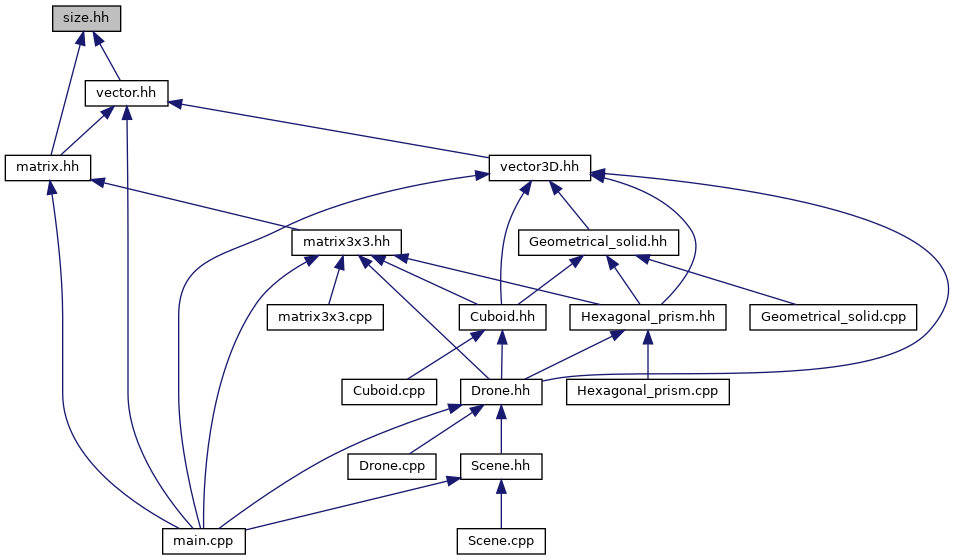 size.hh
vector.hh
matrix.hh
vector3D.hh
matrix3x3.hh
Geometrical_solid.hh
matrix3x3.cpp
Cuboid.hh
Hexagonal_prism.hh
Geometrical_solid.cpp
Cuboid.cpp
Drone.hh
Hexagonal_prism.cpp
Drone.cpp
Scene.hh
main.cpp
Scene.cpp